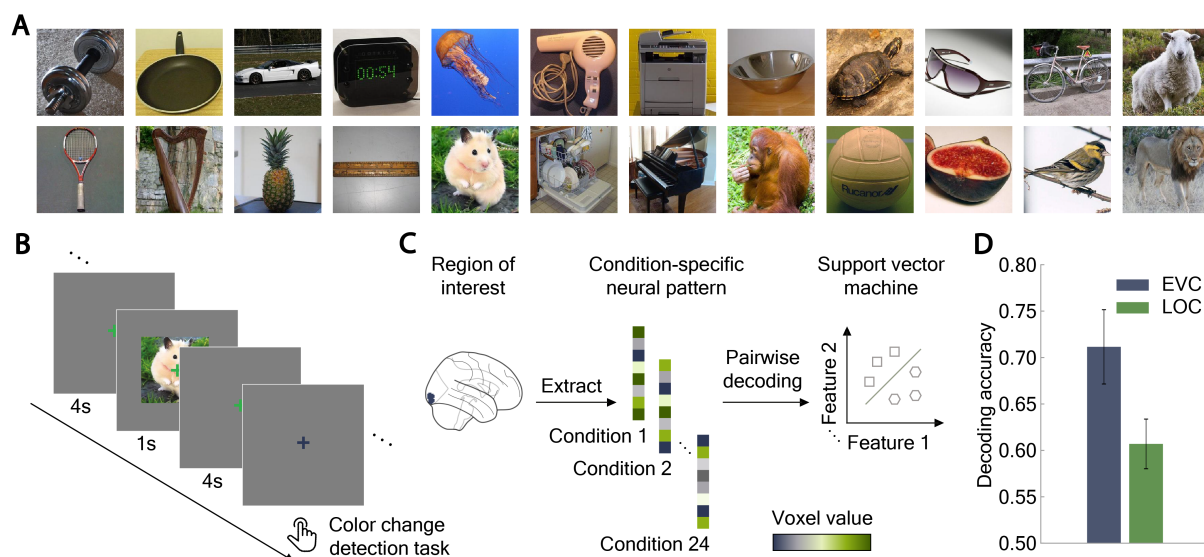 A
00:54
Rucanor
B
4s
1s
4s
Color change
detection task
C
Region of
interest
Extract
Condition-specific
neural pattern
Condition 1
Condition 2
Condition 24
Pairwise
decoding
Support vector
machine
Feature 2
Feature 1
Voxel value
D
Decoding accuracy
0.80
0.75
0.70
0.65
0.60
0.55
0.50
EVC
LOC